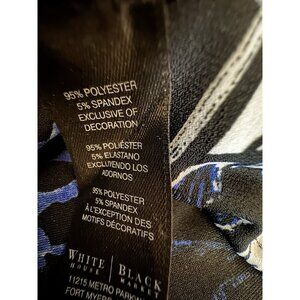 95% POLYESTER
5% SPANDEX
EXCLUSIVE OF
DECORATION
95% POLIÉSTER
5% ELASTANO
EXCLUYENDO LOS
ADORNOS
95% POLYESTER
5% SPANDEX
À L'EXCEPTION DES
MOTIFS DÉCORATIFS
WHITE | BLACK
HOUSE MARKET
11215 METRO PARKWAY
FORT MYERS